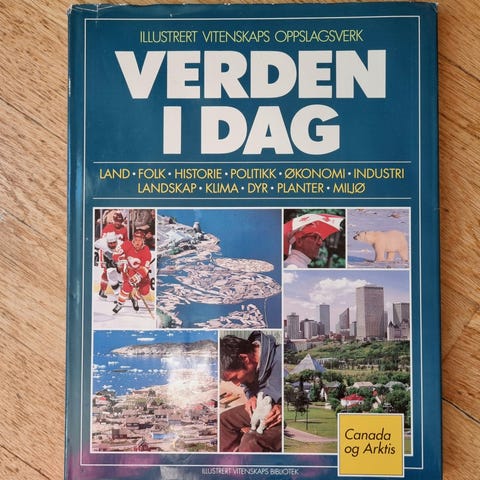 ILLUSTRERT VITENSKAPS OPPSLAGSVERK
VERDEN
I DAG
LAND • FOLK • HISTORIE • POLITIKK • ØKONOMI • INDUSTRI
LANDSKAP • KLIMA • DYR • PLANTER • MILJØ
Canada
og Arktis
ILLUSTRERT VITENSKAPS BIBLIOTEK